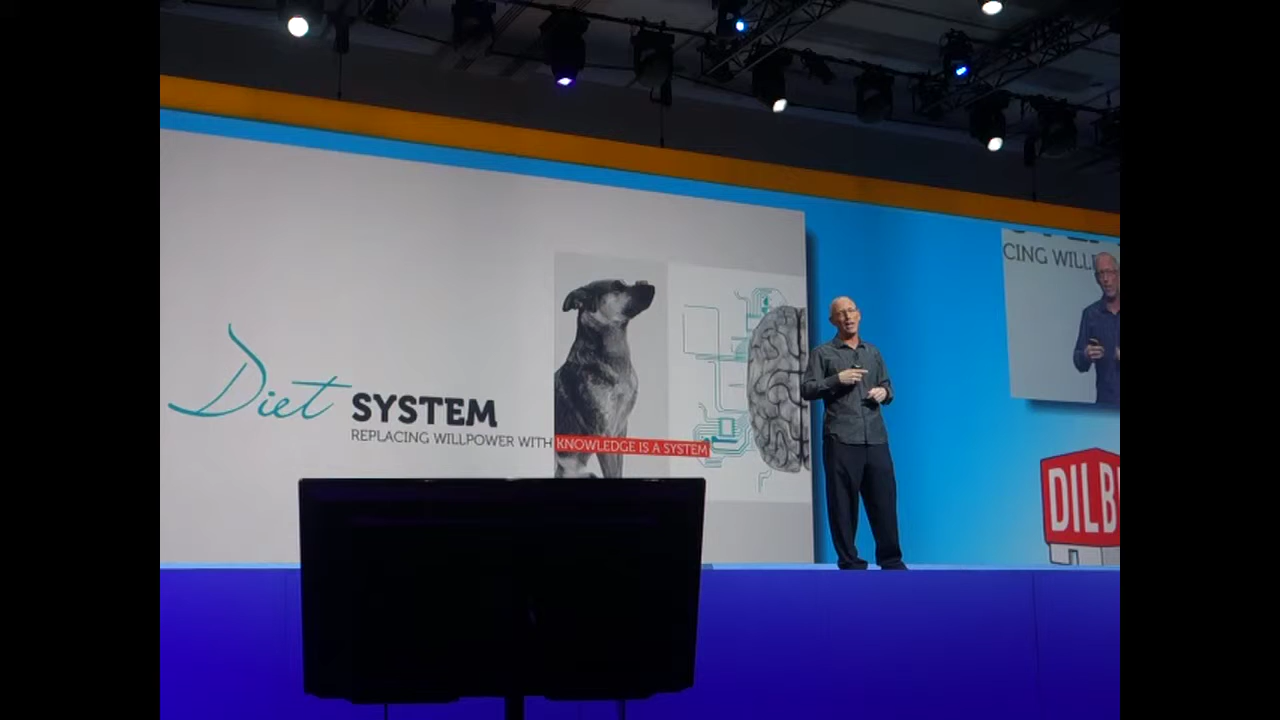 Diet SYSTEM
REPLACING WILLPOWER WITH KNOWLEDGE IS A SYSTEM
CING WILL
DILB